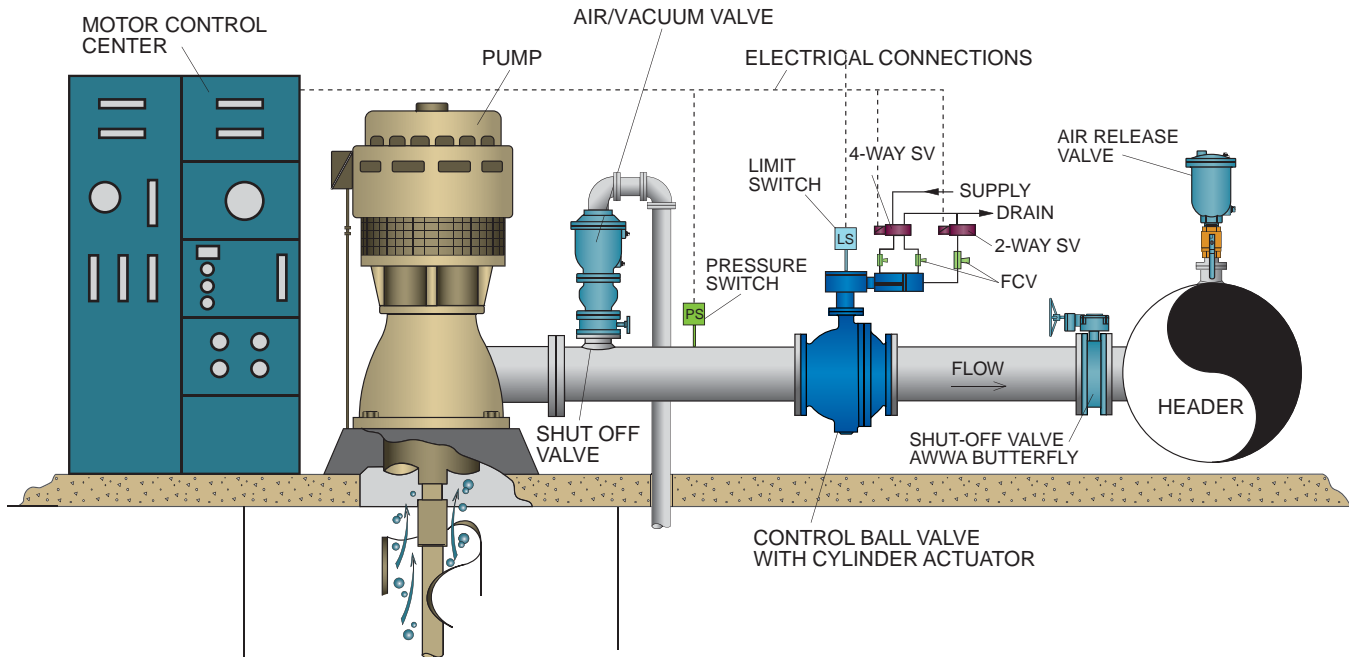 MOTOR CONTROL
CENTER
AIR/VACUUM VALVE
PUMP
ELECTRICAL CONNECTIONS
AIR RELEASE
VALVE
4-WAY SV
LIMIT
SWITCH
SUPPLY
DRAIN
LS
2-WAY SV
PRESSURE
SWITCH
FCV
PS
FLOW
HEADER
SHUT OFF
VALVE
SHUT-OFF VALVE
AWWA BUTTERFLY
CONTROL BALL VALVE
WITH CYLINDER ACTUATOR